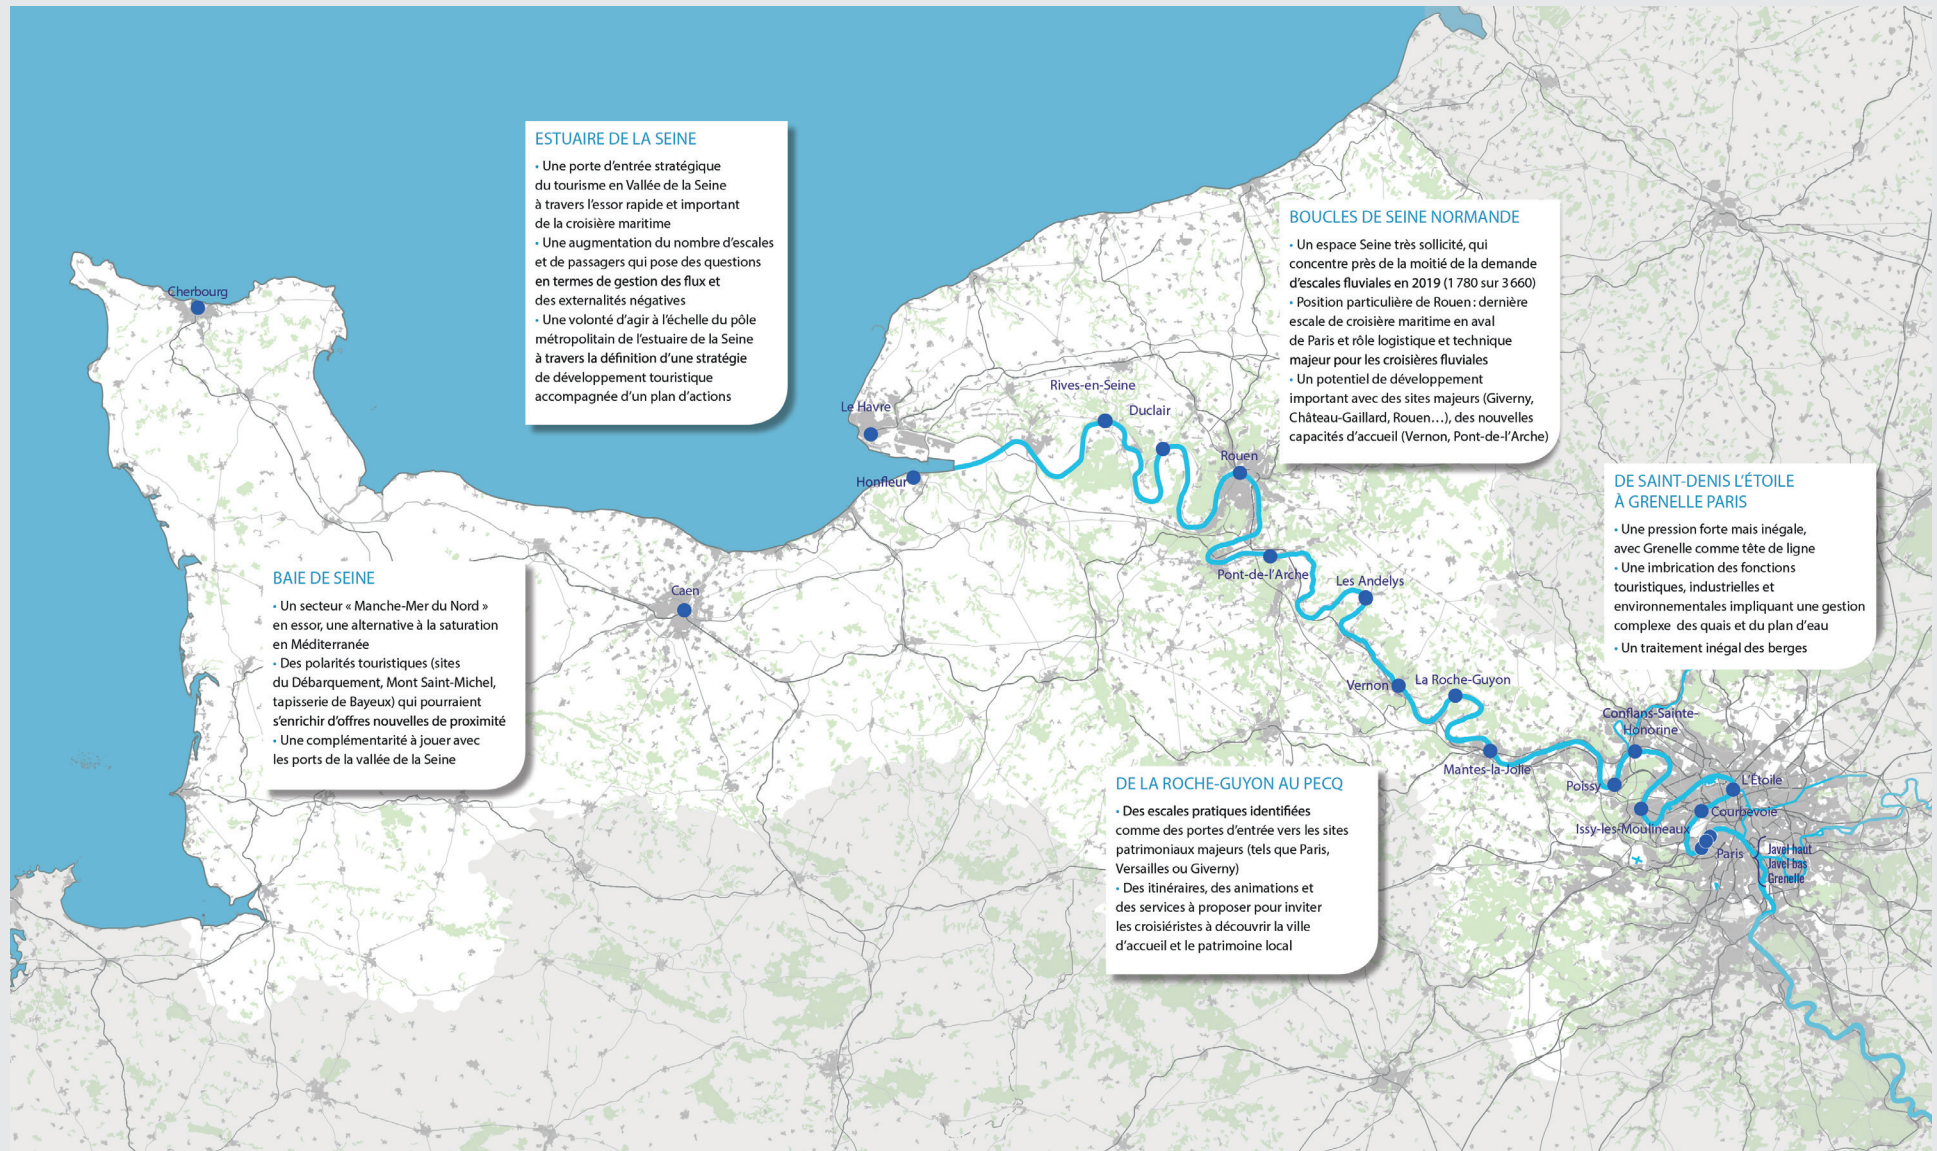 ESTUAIRE DE LA SEINE
• Une porte d’entrée stratégique
du tourisme en Vallée de la Seine
à travers l’essor rapide et important
de la croisière maritime
• Une augmentation du nombre d’escales
et de passagers qui pose des questions
en termes de gestion des flux et
des externalités négatives
• Une volonté d’agir à l’échelle du pôle
métropolitain de l’estuaire de la Seine
à travers la définition d’une stratégie
de développement touristique
accompagnée d’un plan d’actions
BOUCLES DE SEINE NORMANDE
• Un espace Seine très sollicité, qui
concentre près de la moitié de la demande
d’escales fluviales en 2019 (1 780 sur 3 660)
• Position particulière de Rouen : dernière
escale de croisière maritime en aval
de Paris et rôle logistique et technique
majeur pour les croisières fluviales
• Un potentiel de développement
important avec des sites majeurs (Giverny,
Château-Gaillard, Rouen…), des nouvelles
capacités d’accueil (Vernon, Pont-de-l’Arche)
Cherbourg
Le Havre
Honfleur
Rives-en-Seine
Duclair
Rouen
DE SAINT-DENIS L’ÉTOILE
À GRENELLE PARIS
• Une pression forte mais inégale,
avec Grenelle comme tête de ligne
• Une imbrication des fonctions
touristiques, industrielles et
environnementales impliquant une gestion
complexe des quais et du plan d’eau
• Un traitement inégal des berges
BAIE DE SEINE
• Un secteur « Manche-Mer du Nord »
en essor, une alternative à la saturation
en Méditerranée
• Des polarités touristiques (sites
du Débarquement, Mont Saint-Michel,
tapisserie de Bayeux) qui pourraient
s’enrichir d’offres nouvelles de proximité
• Une complémentarité à jouer avec
les ports de la vallée de la Seine
Caen
Pont-de-l’Arche
Les Andelys
Vernon
La Roche-Guyon
Mantes-la-Jolie
Conflans-Sainte-
Honorine
Poissy
L’Étoile
Courbevoie
Issy-les-Moulineaux
Paris
Javel haut
Javel bas
Grenelle
DE LA ROCHE-GUYON AU PECQ
• Des escales pratiques identifiées
comme des portes d’entrée vers les sites
patrimoniaux majeurs (tels que Paris,
Versailles ou Giverny)
• Des itinéraires, des animations et
des services à proposer pour inviter
les croisiéristes à découvrir la ville
d’accueil et le patrimoine local